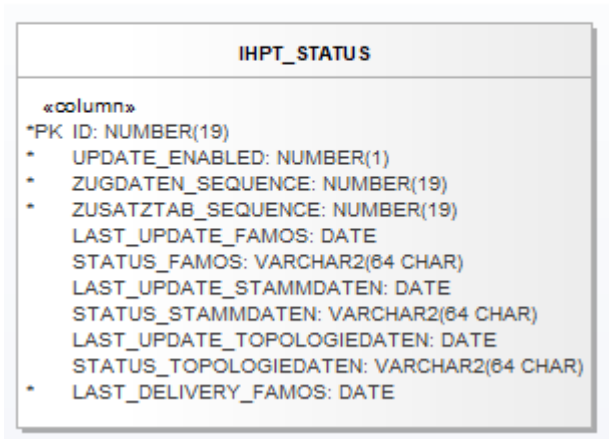 IHPT_STATUS
«column»
*PK ID: NUMBER(19)
* UPDATE_ENABLED: NUMBER(1)
* ZUGDATEN_SEQUENCE: NUMBER(19)
* ZUSATZTAB_SEQUENCE: NUMBER(19)
LAST_UPDATE_FAMOS: DATE
STATUS_FAMOS: VARCHAR2(64 CHAR)
LAST_UPDATE_STAMMDATEN: DATE
STATUS_STAMMDATEN: VARCHAR2(64 CHAR)
LAST_UPDATE_TOPOLOGIEDATEN: DATE
STATUS_TOPOLOGIEDATEN: VARCHAR2(64 CHAR)
* LAST_DELIVERY_FAMOS: DATE